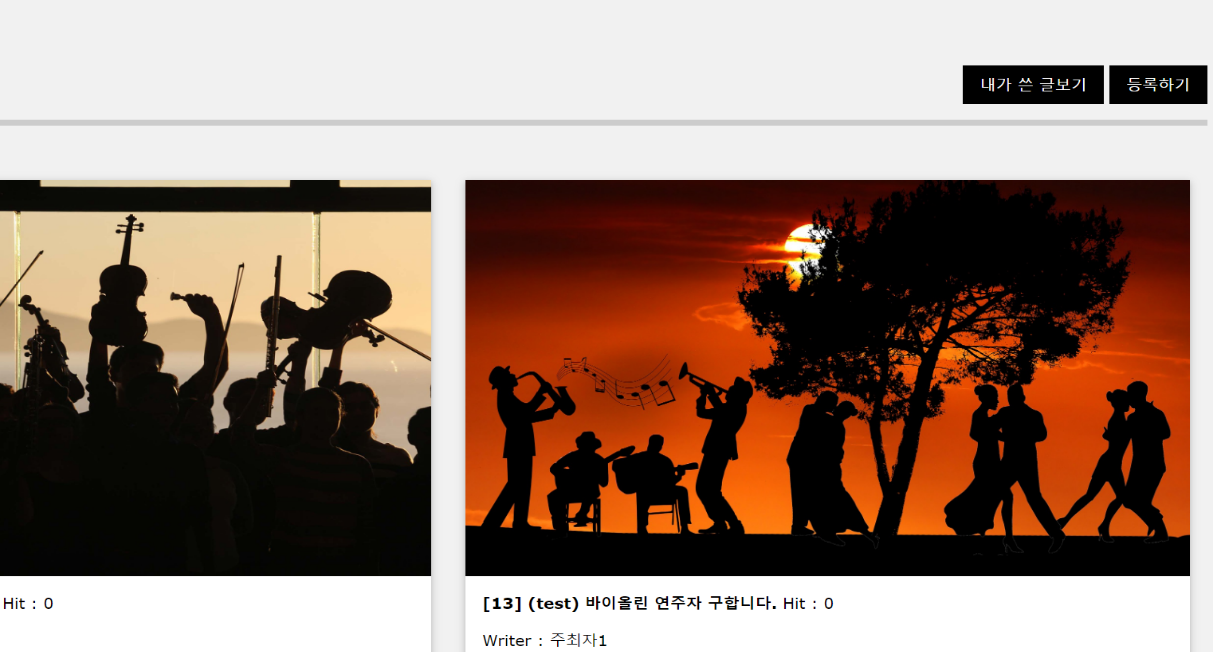 내가 쓴 글보기 등록하기
Hit : 0
[13] (test) 바이올린 연주자 구합니다. Hit : 0
Writer : 주최자1